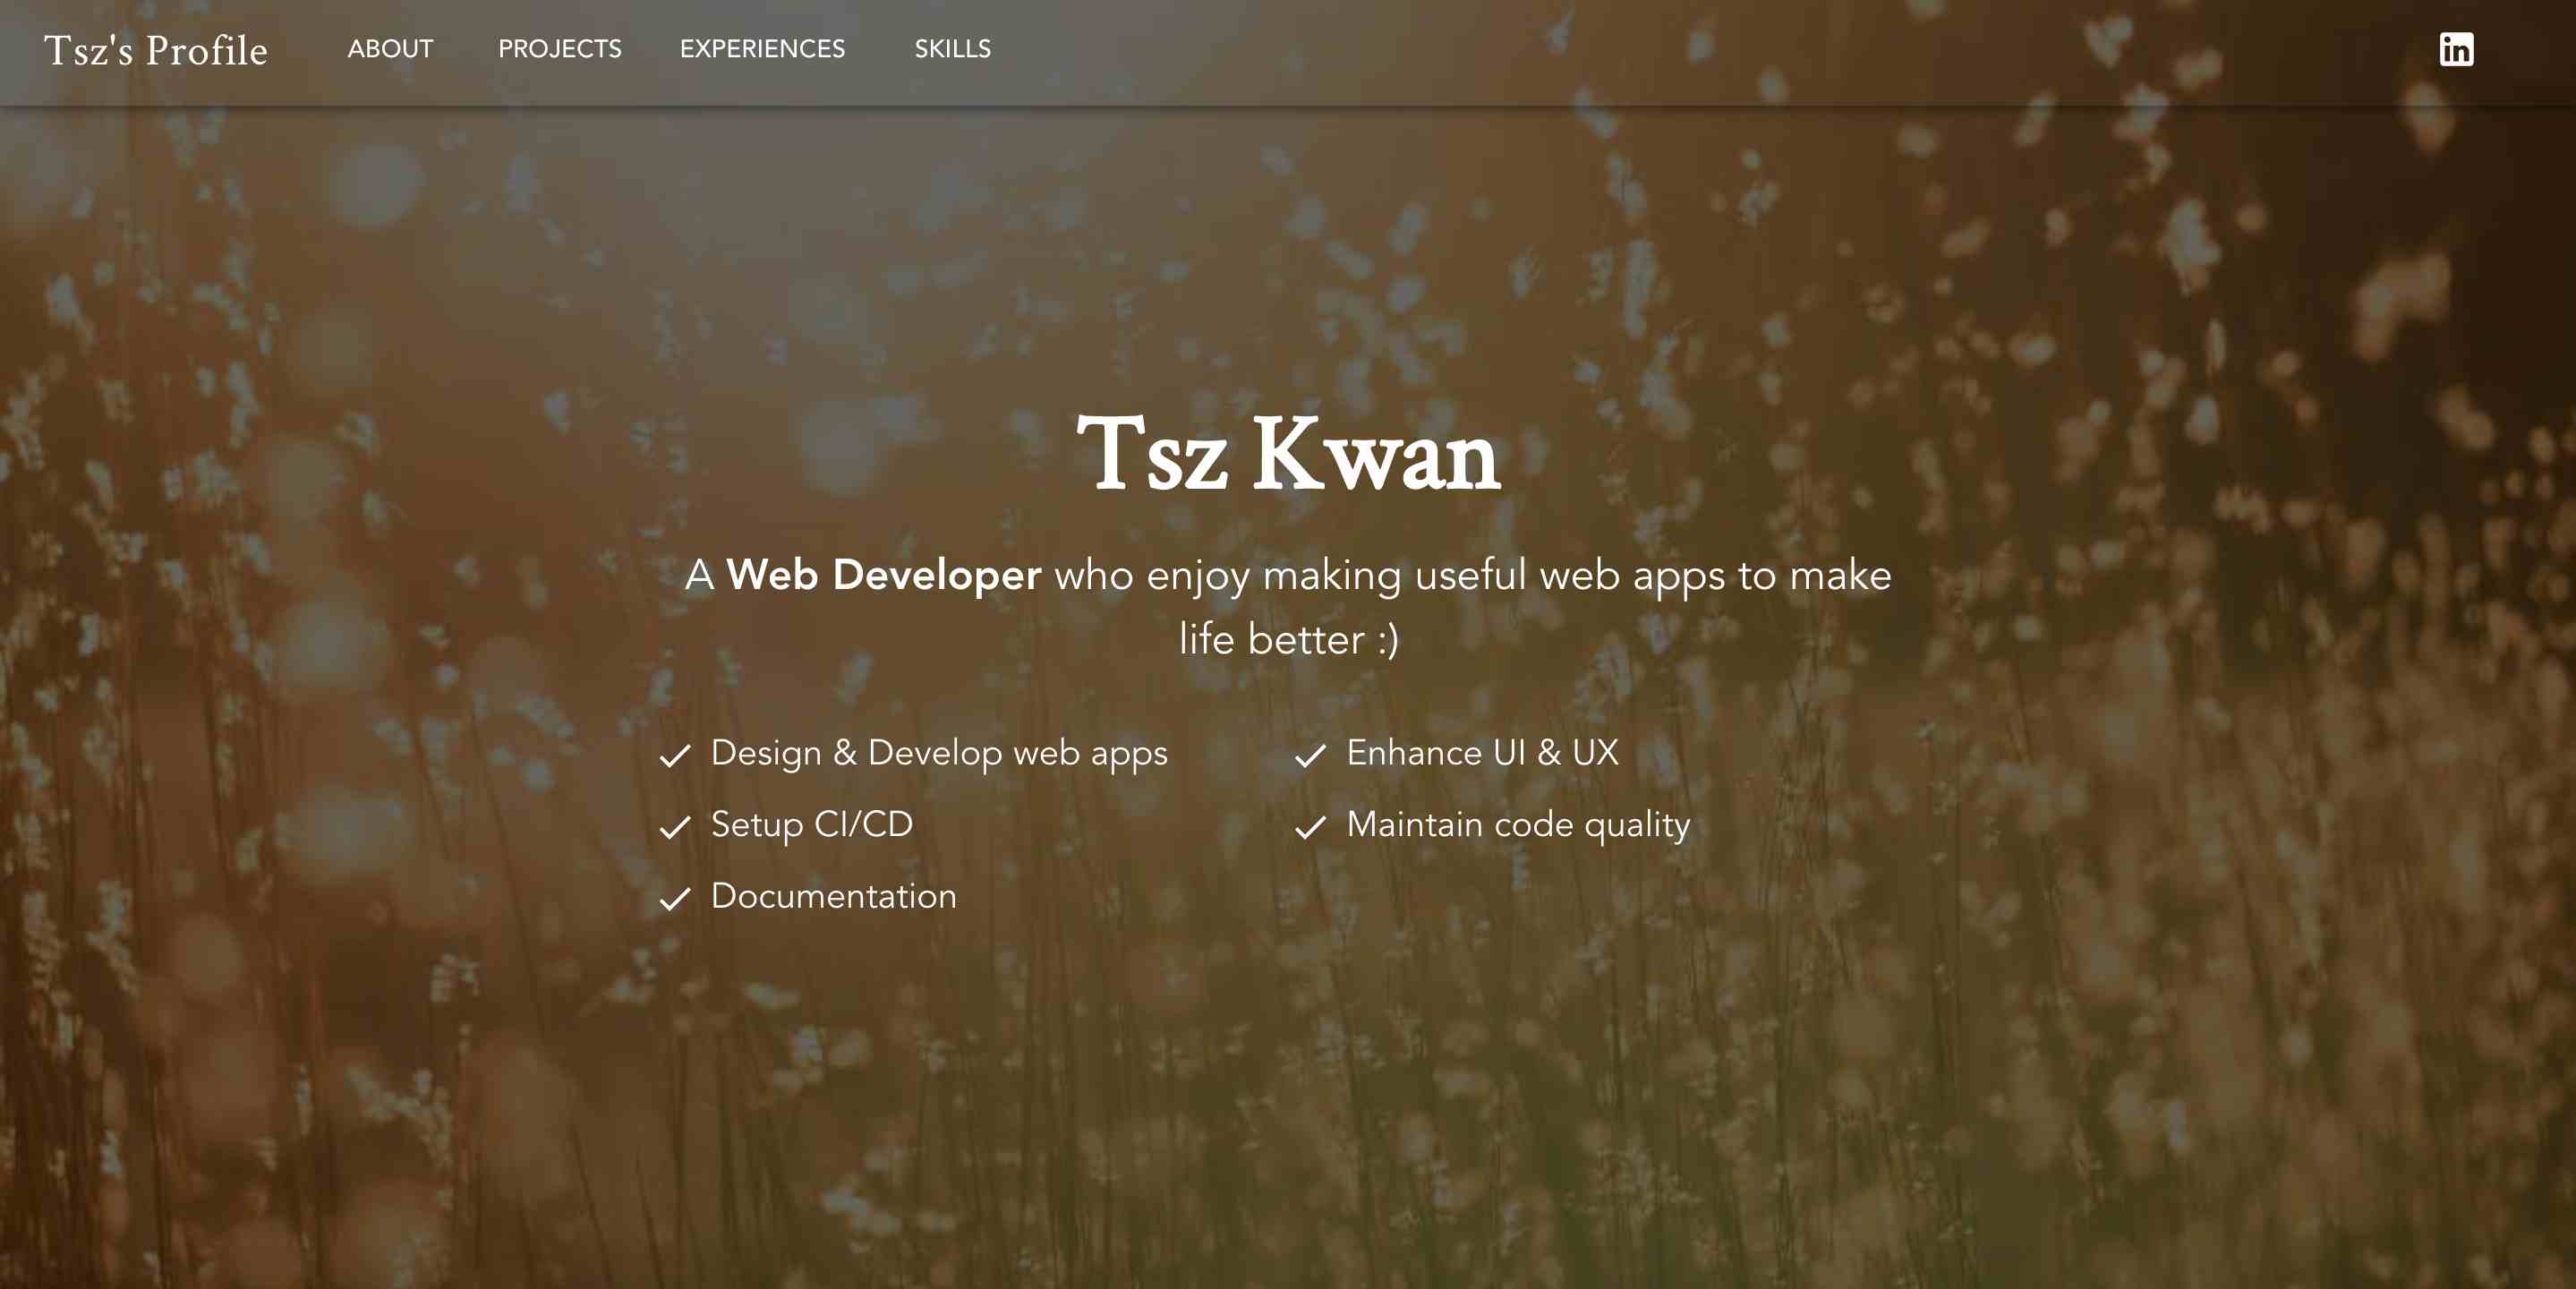 Tsz's Profile ABOUT PROJECTS EXPERIENCES SKILLS in
Tsz Kwan
A Web Developer who enjoy making useful web apps to make
life better :)
Design & Develop web apps
Enhance UI & UX
Setup CI/CD
Maintain code quality
Documentation